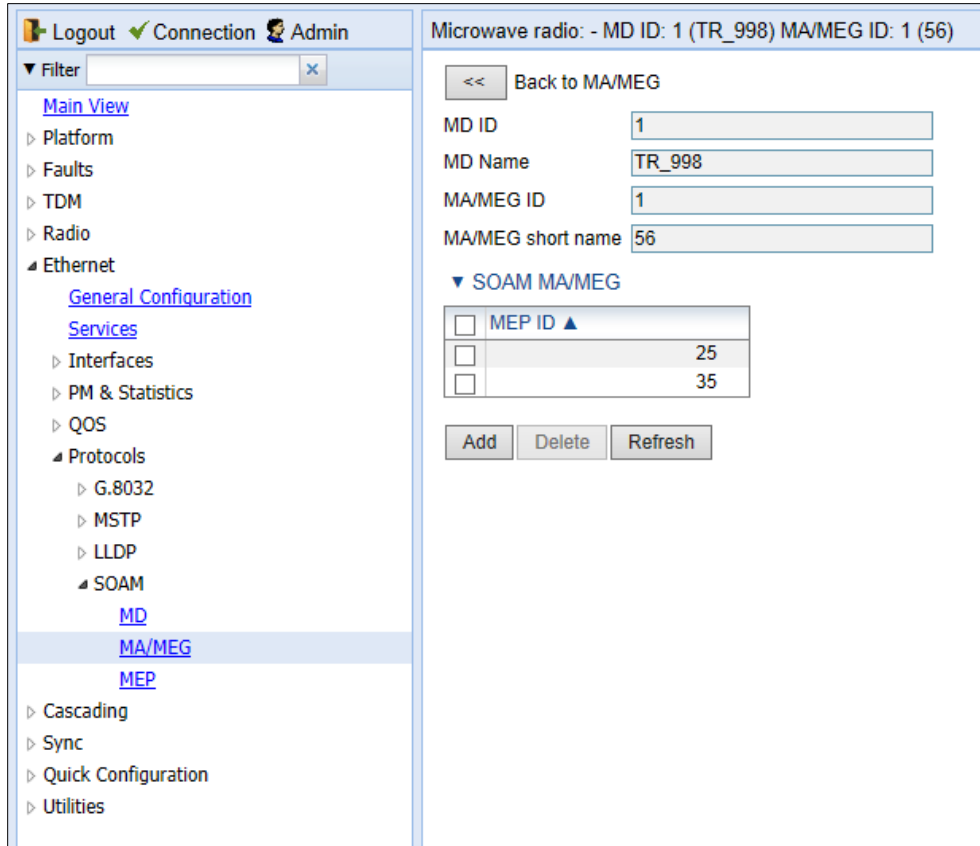 Logout Connection Admin
▼ Filter
Main View
Platform
Faults
TDM
Radio
Ethernet
General Configuration
Services
Interfaces
PM & Statistics
QOS
Protocols
G.8032
MSTP
LLDP
SOAM
MD
MA/MEG
MEP
Cascading
Sync
Quick Configuration
Utilities
Microwave radio: - MD ID: 1 (TR_998) MA/MEG ID: 1 (56)
<< Back to MA/MEG
MD ID 1
MD Name TR_998
MA/MEG ID 1
MA/MEG short name 56
▼ SOAM MA/MEG
MEP ID ▲
25
35
Add Delete Refresh